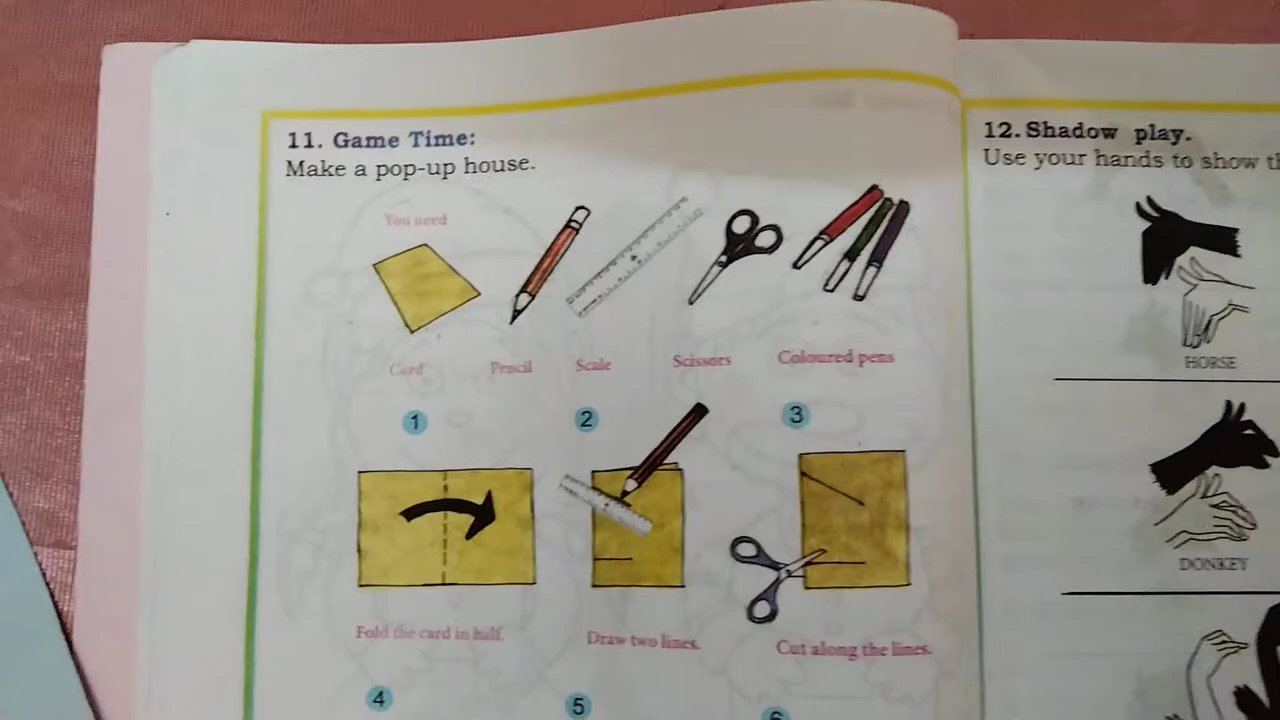 11. Game Time:
Make a pop-up house.
You need
Card Pencil Scale Scissors Coloured pens
1 2 3
Fold the card in half. Draw two lines. Cut along the lines.
4 5 6
12. Shadow play.
Use your hands to show
HORSE
DONKEY